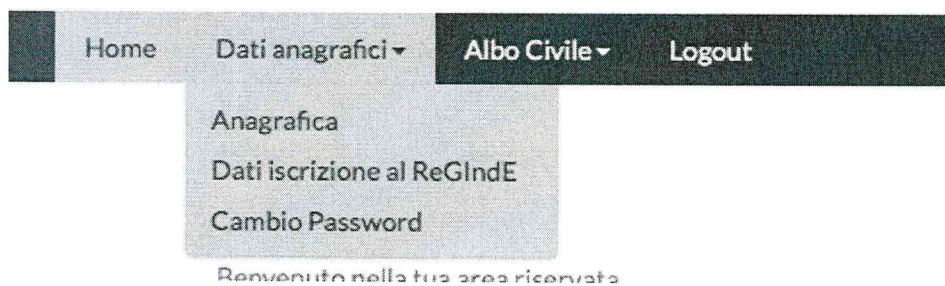 Home Dati anagrafici Albo Civile Logout
Anagrafica
Dati iscrizione al ReGIndE
Cambio Password
Benvenuto nella tua area riservata